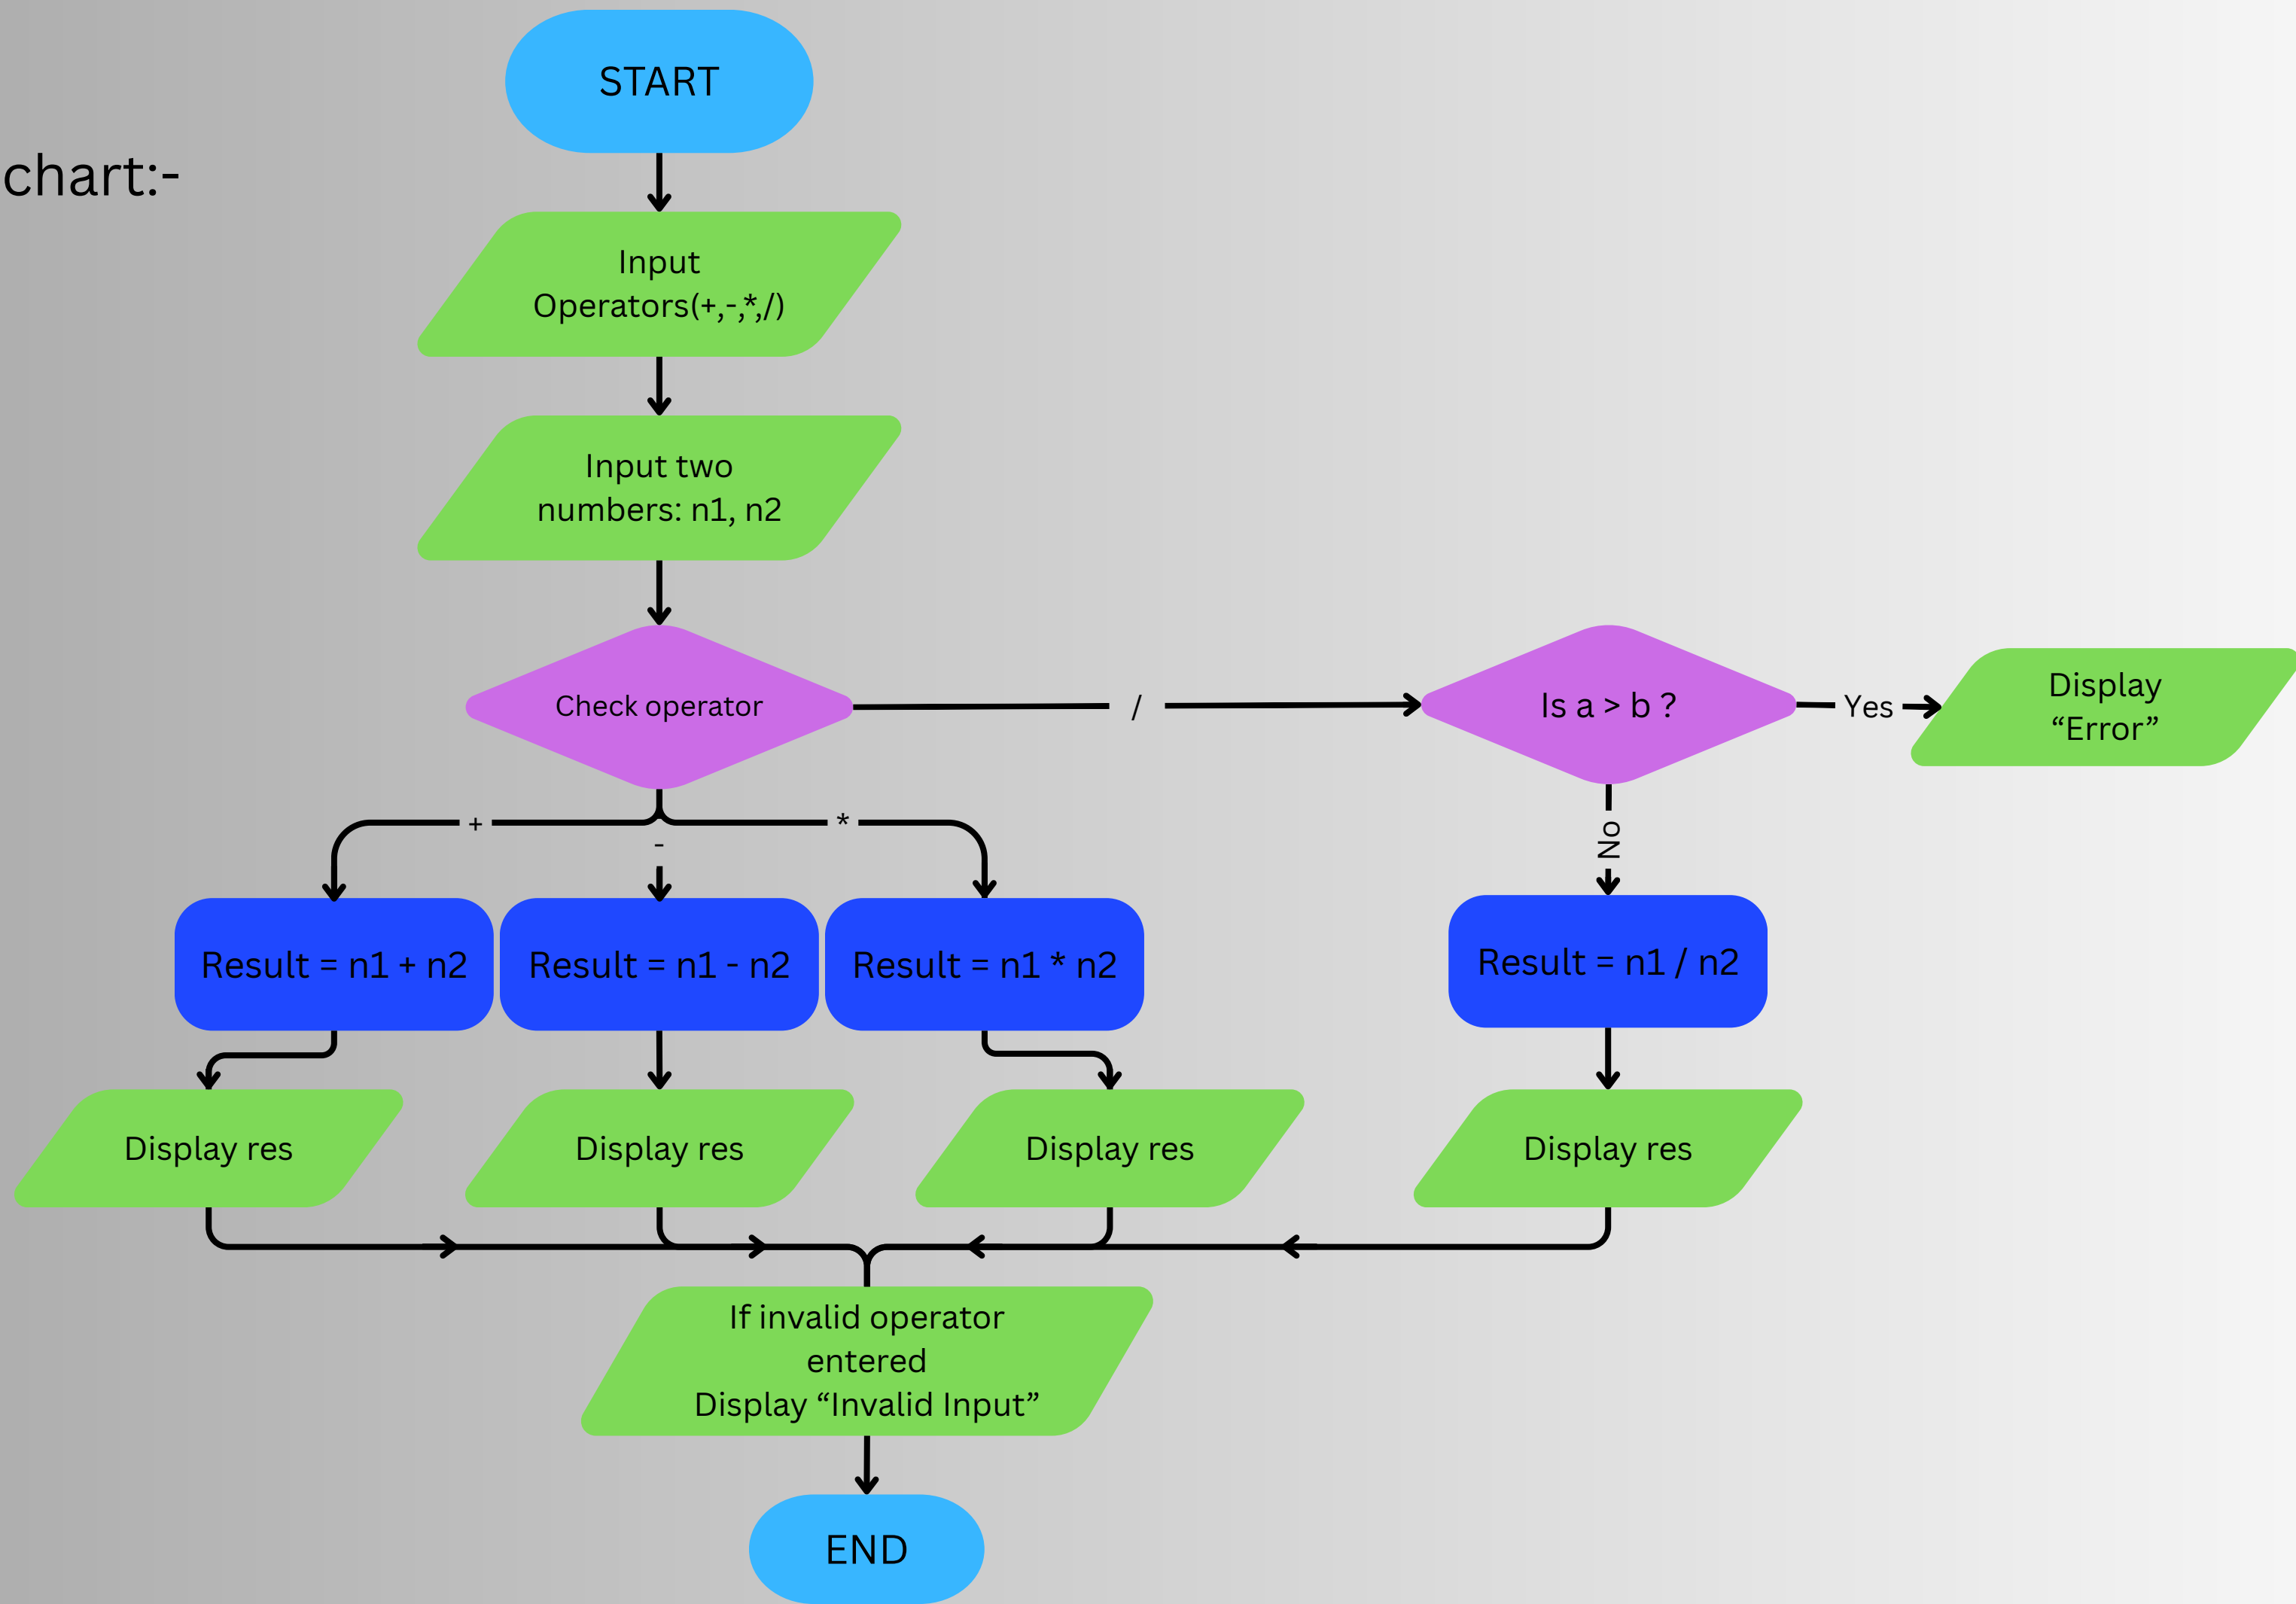 START
chart:-
Input
Operators(+,-,*,/)
Input two
numbers: n1, n2
Check operator
/
Is a > b ?
Yes
Display
“Error”
+
-
*
No
Result = n1 + n2
Result = n1 - n2
Result = n1 * n2
Result = n1 / n2
Display res
Display res
Display res
Display res
If invalid operator
entered
Display “Invalid Input”
END